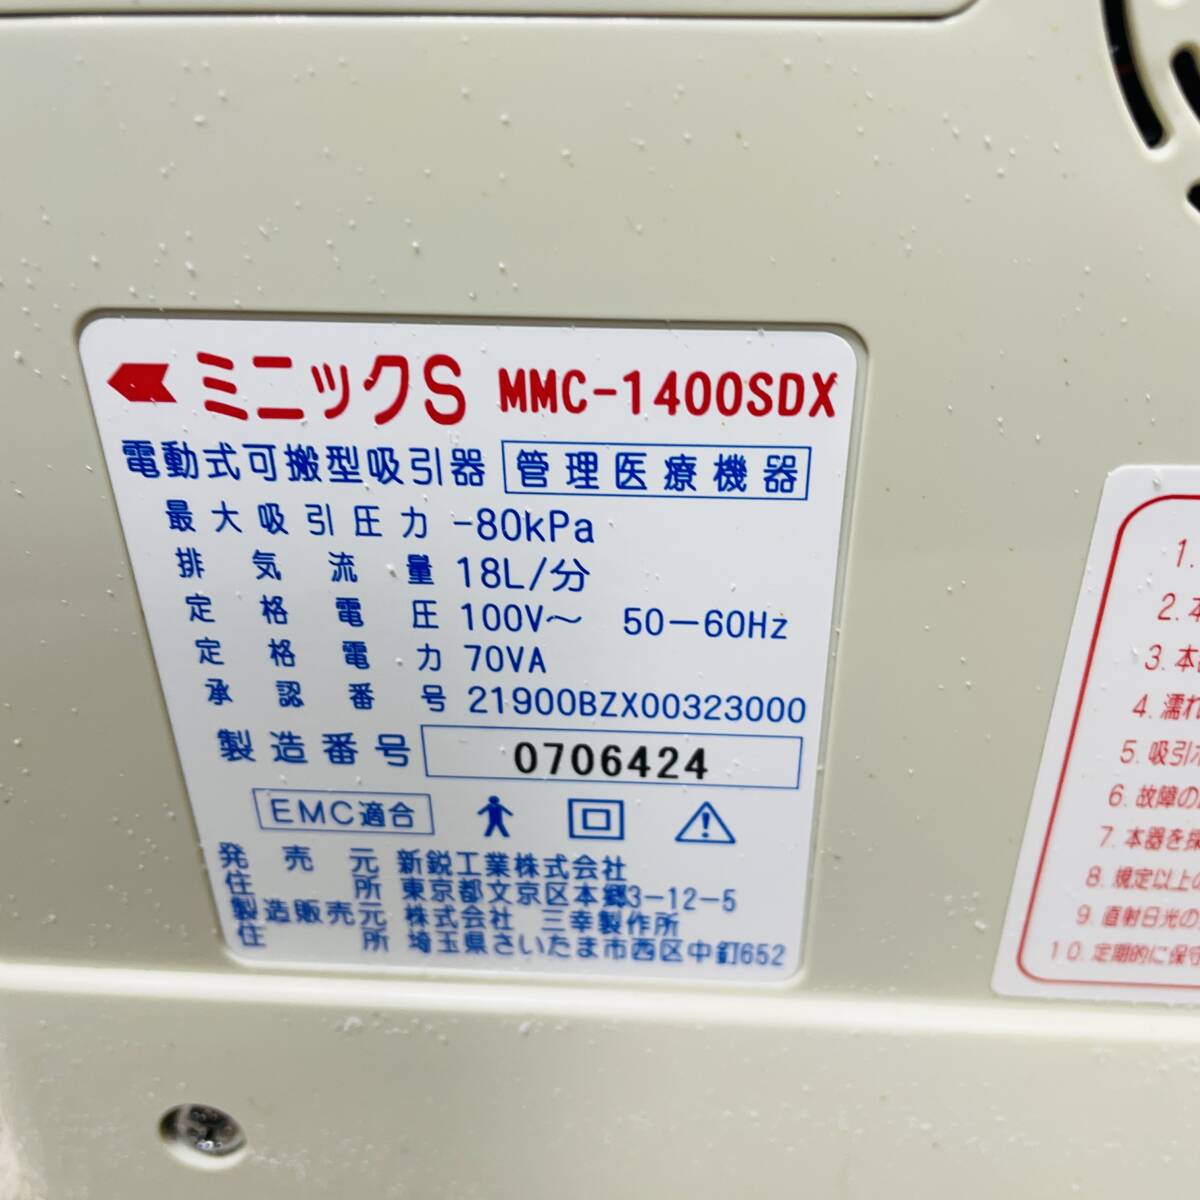 ミニックS MMC-1400SDX
電動式可搬型吸引器 管理医療機器
最大吸引圧力 -80kPa
排気流量 18L/分
定格電圧 100V～ 50-60Hz
定格電力 70VA
承認番号 21900BZX00323000
製造番号 0706424
EMC適合
発売元 新鋭工業株式会社
住所 東京都文京区本郷3-12-5
製造販売元 株式会社 三幸製作所
住所 埼玉県さいたま市西区中釘652
1.
2.
3. 本
4. 濡れ
5. 吸引
6. 故障の
7. 本器を
8. 規定以上の
9. 直射日光の
10. 定期的に保守